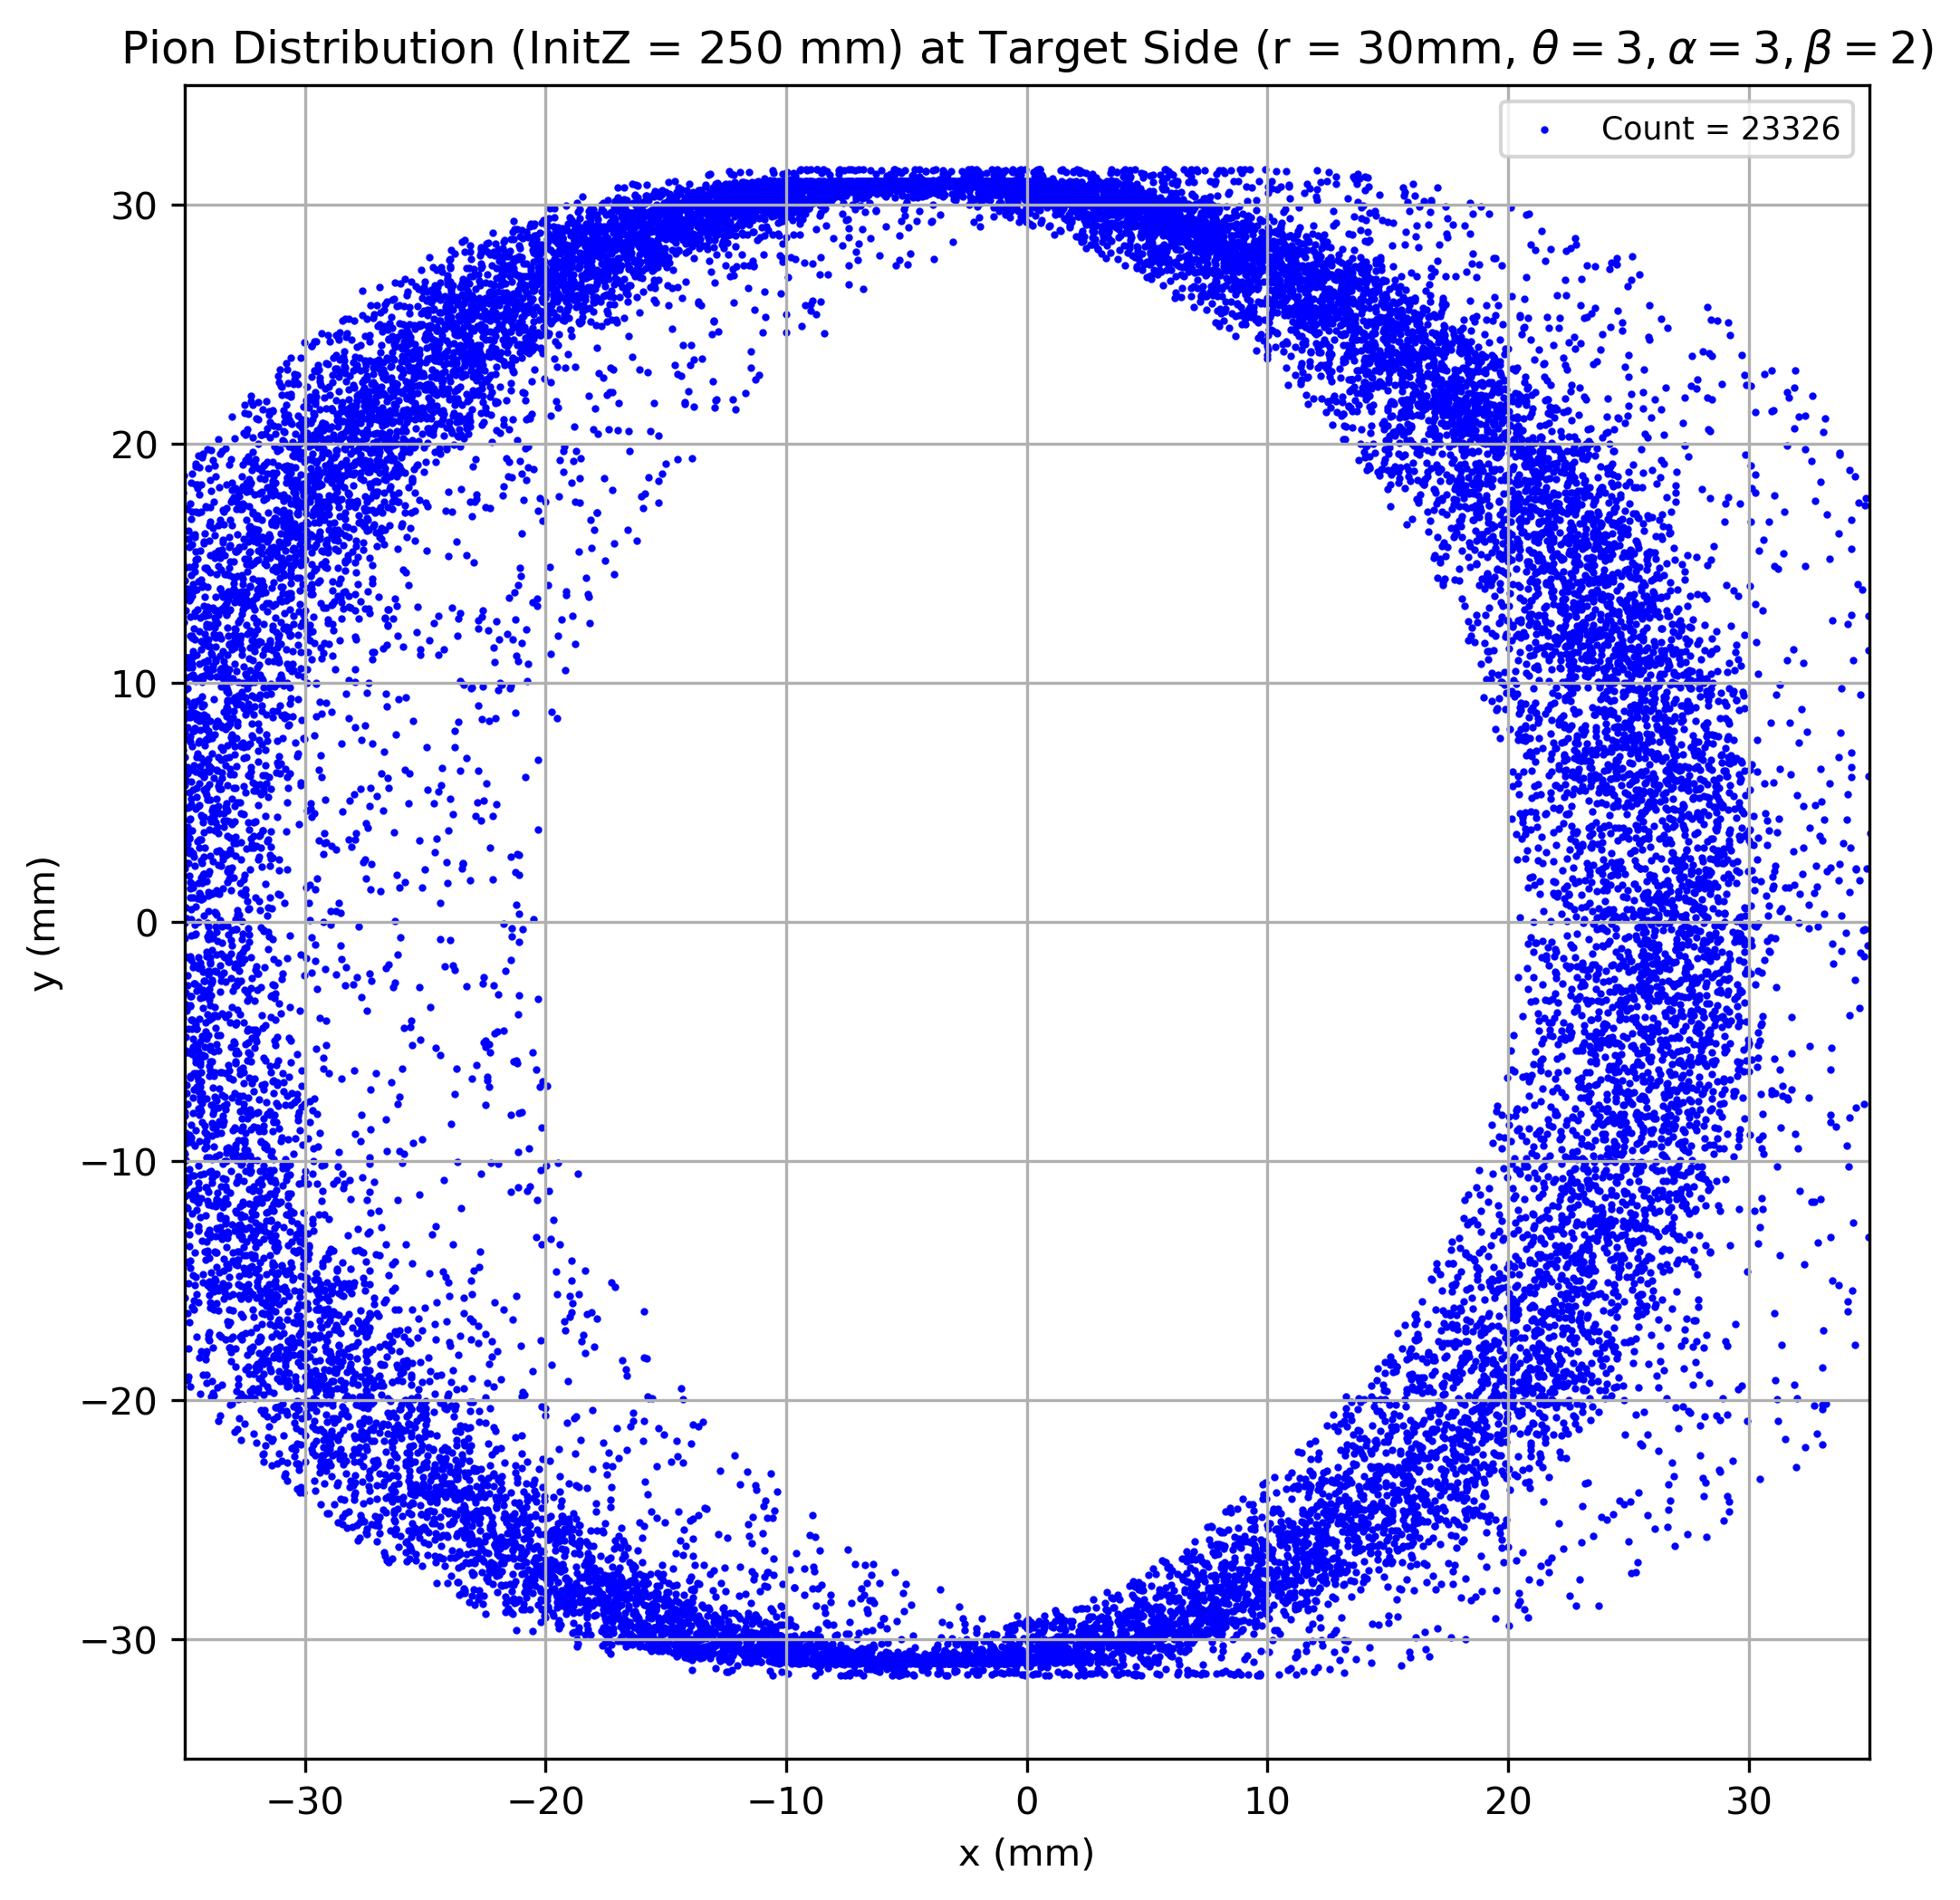 Pion Distribution (InitZ = 250 mm) at Target Side (r = 30mm, θ = 3, α = 3, β = 2)
Count = 23326
30
20
10
0
−10
−20
−30
y (mm)
−30 −20 −10 0 10 20 30
x (mm)